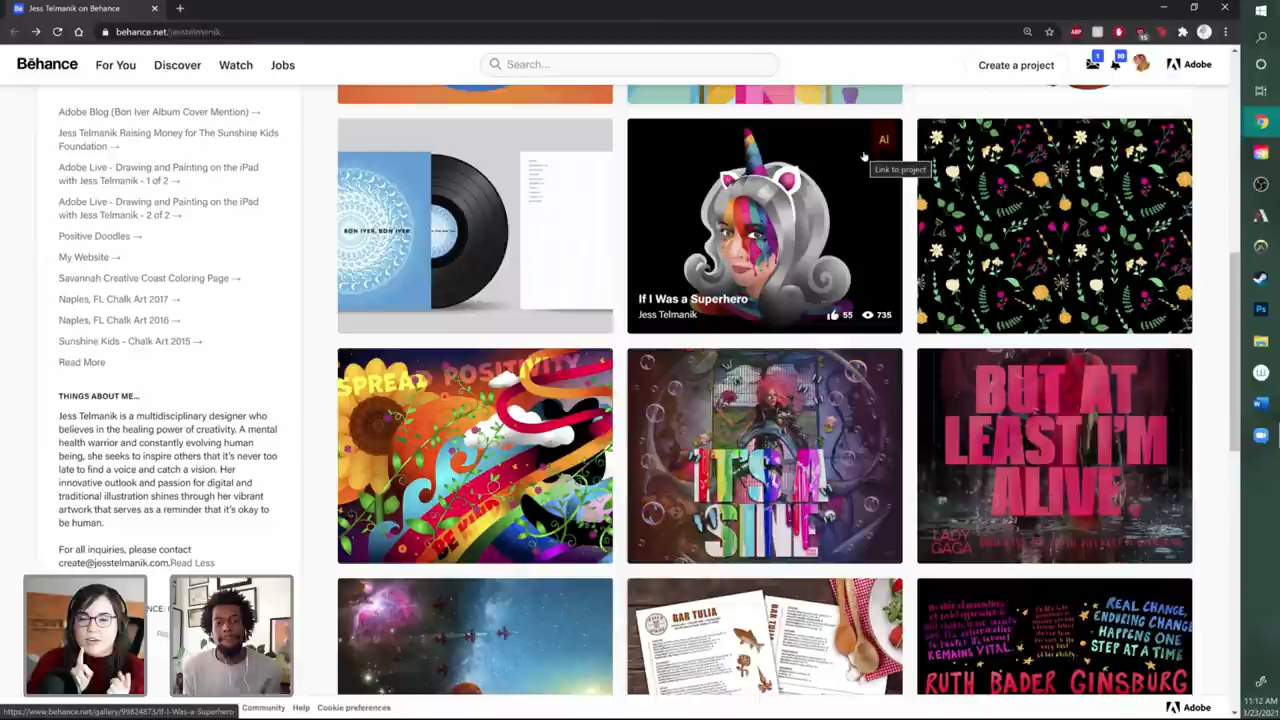 Jess Telmanik on Behance
behance.net/jesstelmanik
Bēhance
For You
Discover
Watch
Jobs
Search...
Create a project
1
10
Adobe
Adobe Blog (Bon Iver Album Cover Mention) →
Jess Telmanik Raising Money for The Sunshine Kids
Foundation →
Adobe Live - Drawing and Painting on the iPad
with Jess Telmanik - 1 of 2 →
Adobe Live - Drawing and Painting on the iPad
with Jess Telmanik - 2 of 2 →
Positive Doodles →
My Website →
Savannah Creative Coast Coloring Page →
Naples, FL Chalk Art 2017 →
Naples, FL Chalk Art 2016 →
Sunshine Kids - Chalk Art 2015 →
Read More
THINGS ABOUT ME...
Jess Telmanik is a multidisciplinary designer who
believes in the healing power of creativity. A mental
health warrior and constantly evolving human
being, she seeks to inspire others that it's never too
late to find a voice and catch a vision. Her
innovative outlook and passion for digital and
traditional illustration shines through her vibrant
artwork that serves as a reminder that it's okay to
be human.
For all inquiries, please contact
create@jesstelmanik.com.Read Less
BON IVER, BON IVER
Ai
Link to project
If I Was a Superhero
Jess Telmanik
55
735
SPREAD POSITIVITY
BUT AT
LEAST I'M
ALIVE
LADY
GAGA
BAR TULIA
REMAINS VITAL.
REAL CHANGE,
ENDURING CHANGE
HAPPENS ONE
STEP AT A TIME
RUTH BADER GINSBURG
https://www.behance.net/gallery/99824873/If-I-Was-a-Superhero
Community
Help
Cookie preferences
Adobe
11:12 AM
3/23/2021